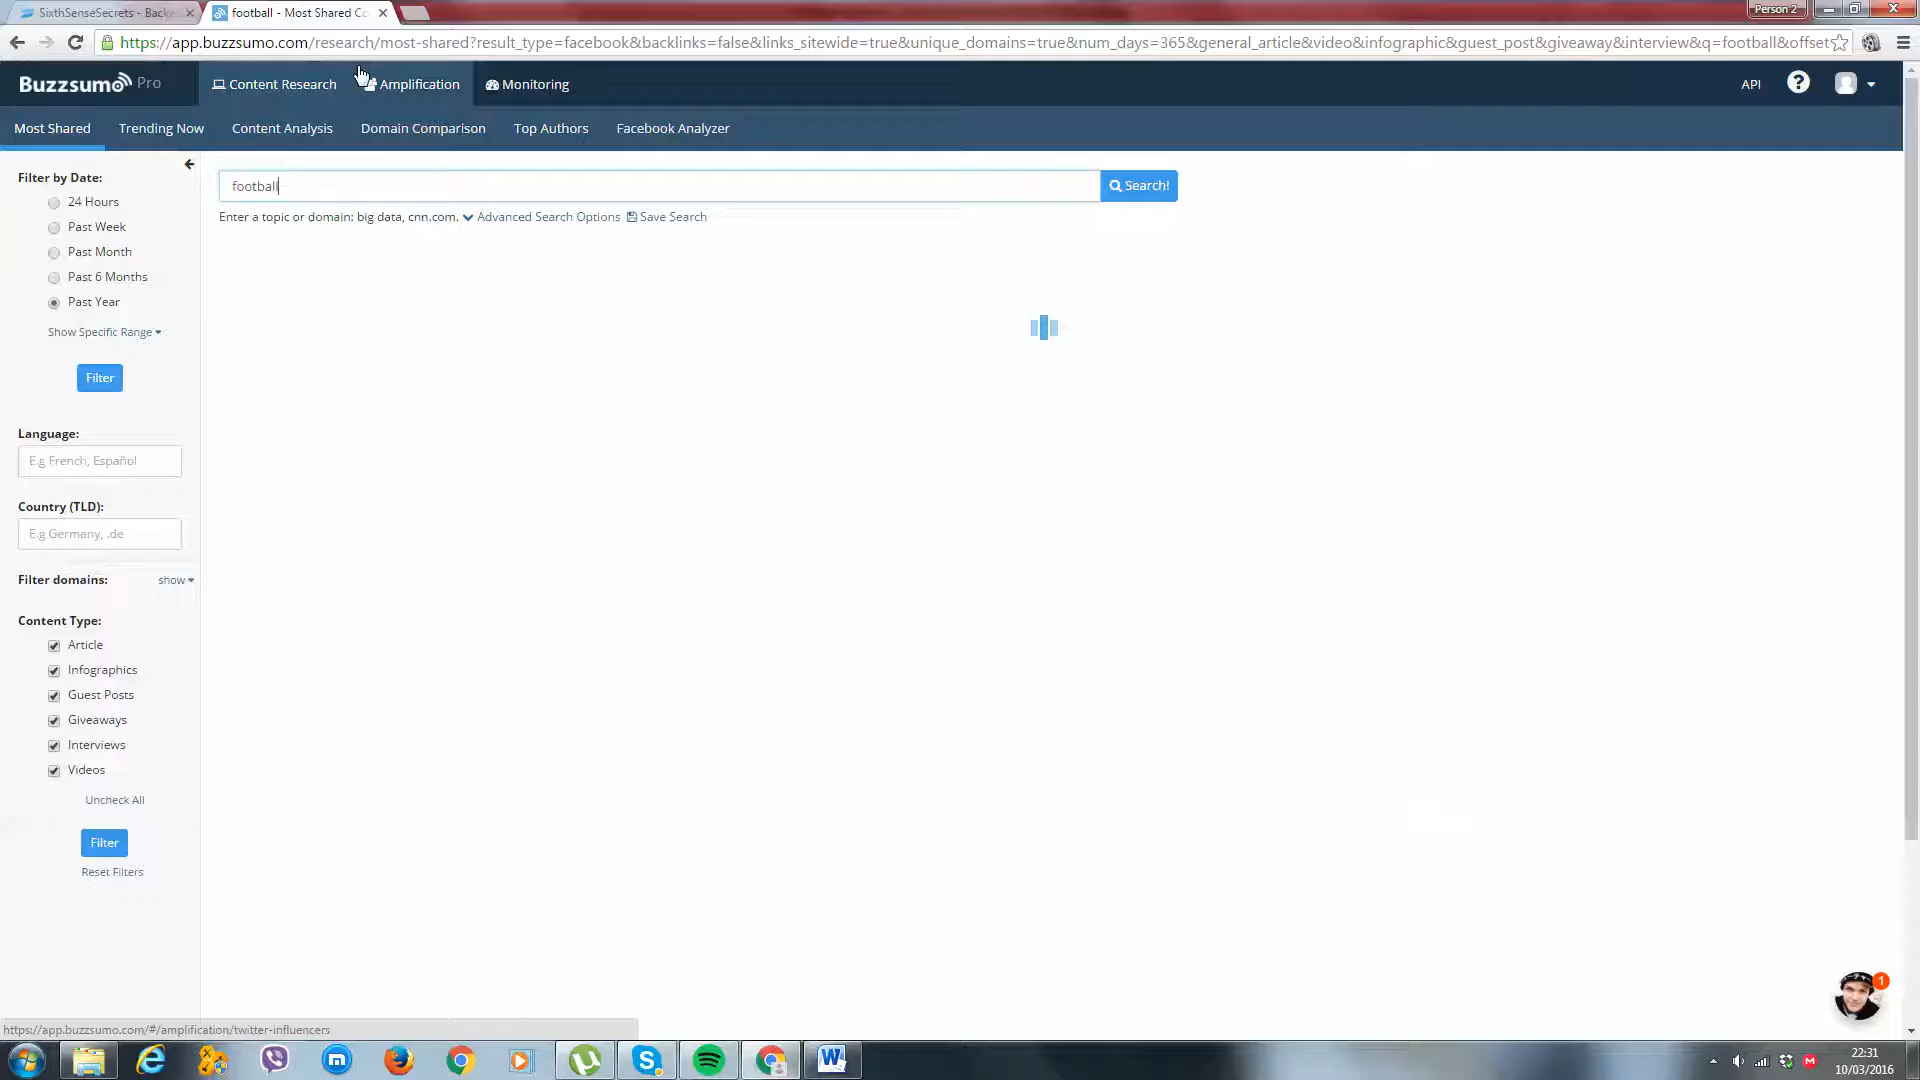 SixthSenseSecrets - Back
football - Most Shared Co
Person 2
https://app.buzzsumo.com/research/most-shared?result_type=facebook&backlinks=false&links_sitewide=true&unique_domains=true&num_days=365&general_article&video&infographic&guest_post&giveaway&interview&q=football&offset
Buzzsumo Pro
Content Research
Amplification
Monitoring
API
?
Most Shared
Trending Now
Content Analysis
Domain Comparison
Top Authors
Facebook Analyzer
Filter by Date:
24 Hours
Past Week
Past Month
Past 6 Months
Past Year
Show Specific Range
Filter
Language:
E.g French, Español
Country (TLD):
E.g Germany, .de
Filter domains: show
Content Type:
Article
Infographics
Guest Posts
Giveaways
Interviews
Videos
Uncheck All
Filter
Reset Filters
football
Search!
Enter a topic or domain: big data, cnn.com. Advanced Search Options Save Search
1
https://app.buzzsumo.com/#/amplification/twitter-influencers
22:31
10/03/2016